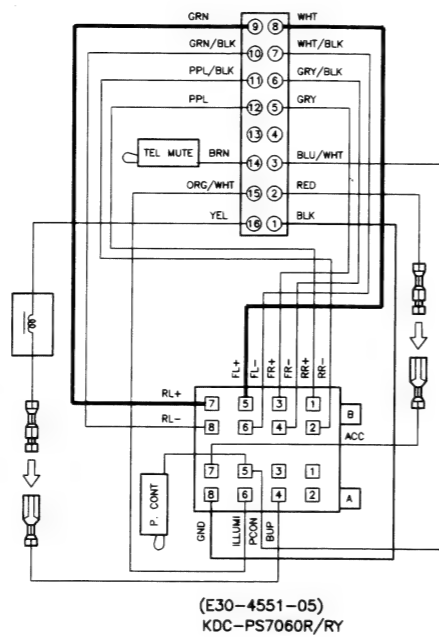 GRN 9 8 WHT
GRN/BLK 10 7 WHT/BLK
PPL/BLK 11 6 GRY/BLK
PPL 12 5 GRY
13 4
TEL MUTE BRN 14 3 BLU/WHT
ORG/WHT 15 2 RED
YEL 16 1 BLK
FL+ FL- FR+ FR- RR+ RR-
RL+ 7 5 3 1
B
RL- 8 6 4 2
ACC
7 5 3 1
8 6 4 2 A
P. CONT
GND ILLUMI PCON BUP
(E30-4551-05)
KDC-PS7060R/RY